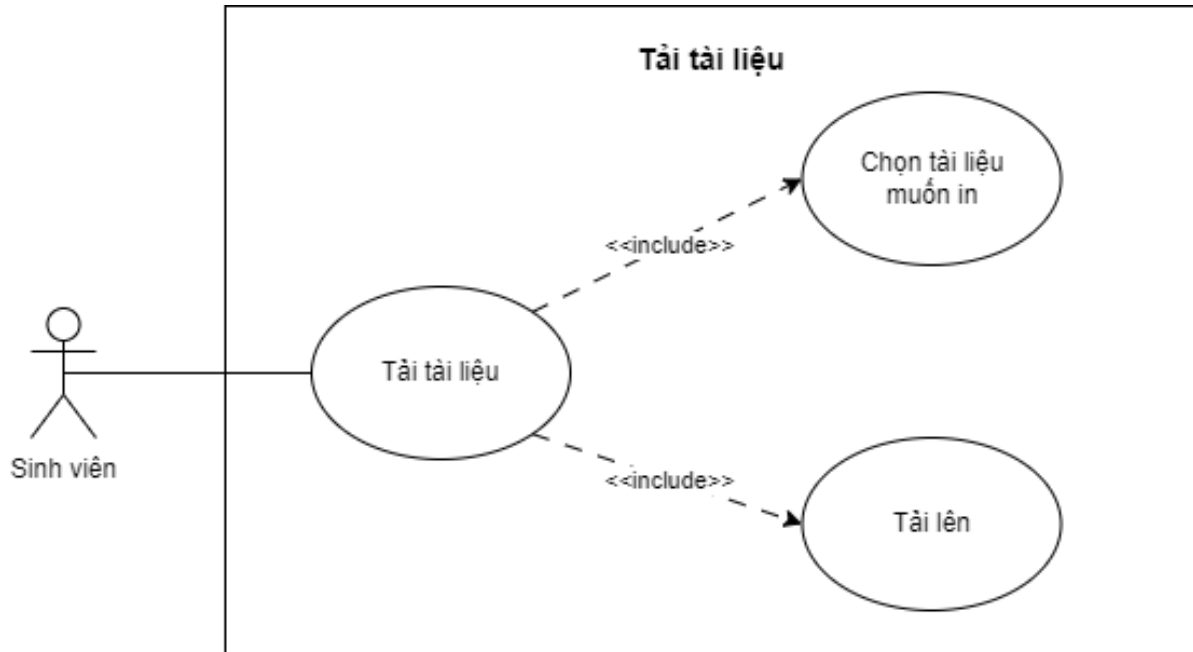 Tải tài liệu
Chọn tài liệu
muốn in
<<include>>
Tải tài liệu
Sinh viên
<<include>>
Tải lên